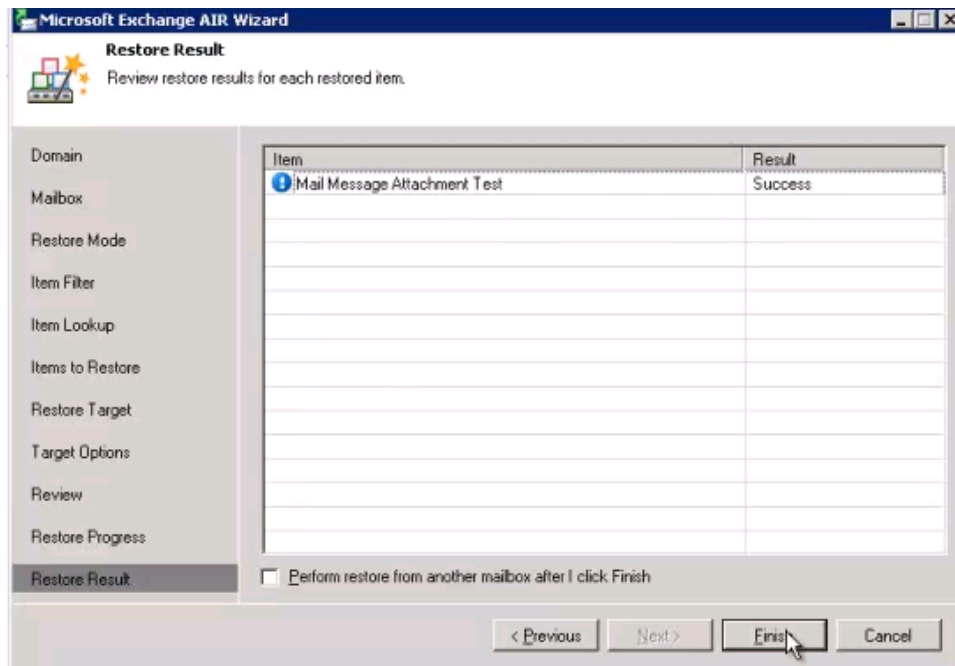 Microsoft Exchange AIR Wizard
Restore Result
Review restore results for each restored item.
Domain
Mailbox
Restore Mode
Item Filter
Item Lookup
Items to Restore
Restore Target
Target Options
Review
Restore Progress
Restore Result
Item Result
Mail Message Attachment Test Success
Perform restore from another mailbox after I click Finish
< Previous Next > Finish Cancel